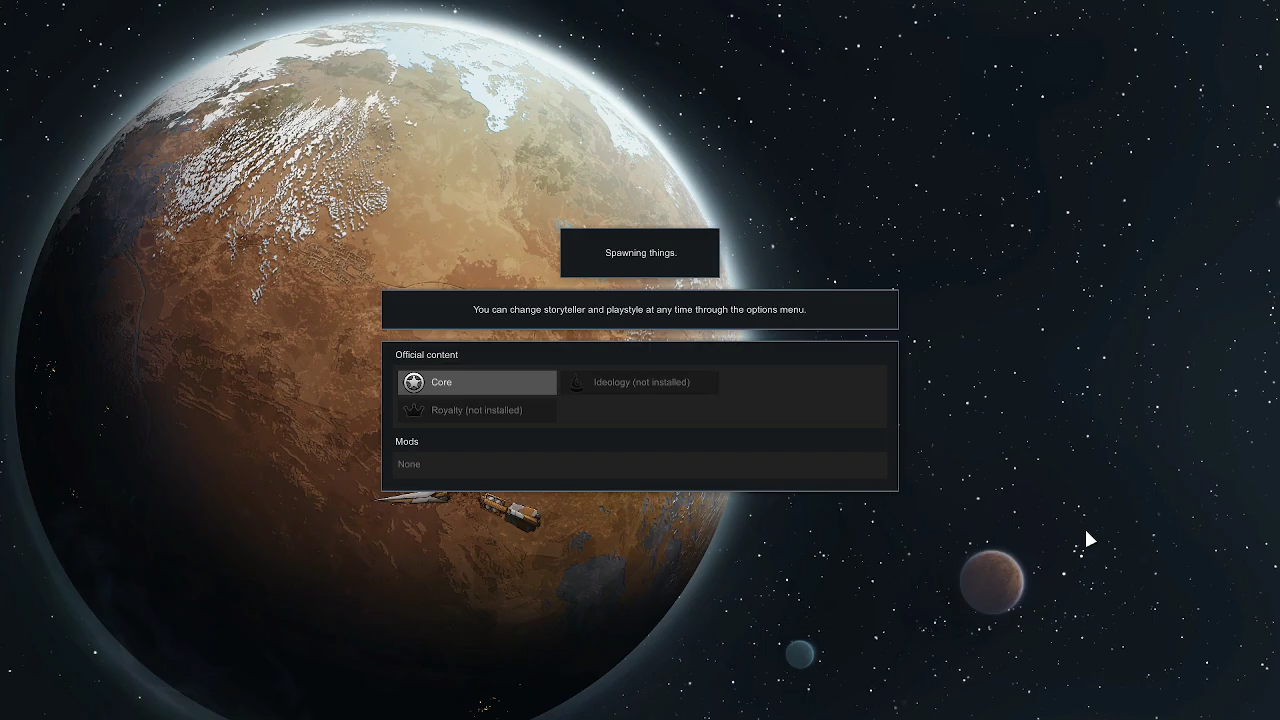 Spawning things.
You can change storyteller and playstyle at any time through the options menu.
Official content
Core
Ideology (not installed)
Royalty (not installed)
Mods
None